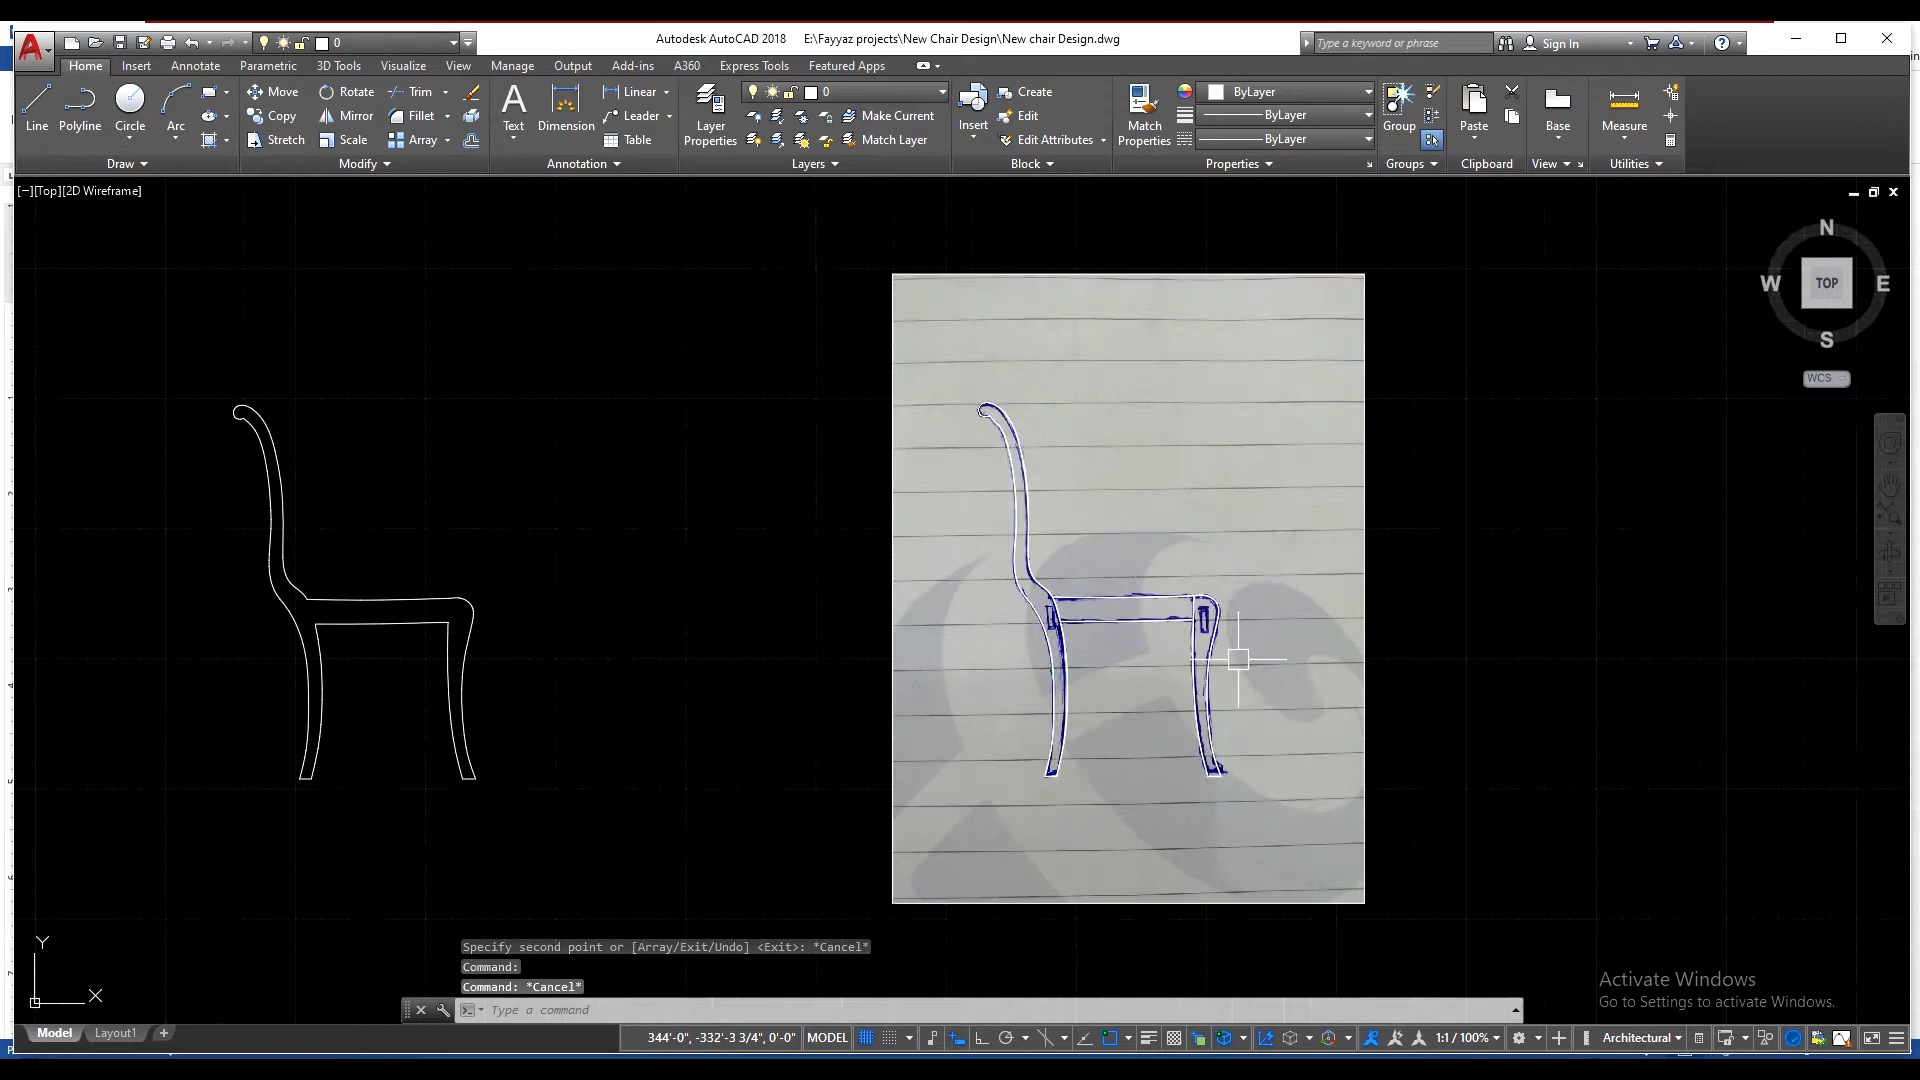 0
Autodesk AutoCAD 2018 E:\Fayyaz projects\New Chair Design\New chair Design.dwg
Type a keyword or phrase
Sign In
Home Insert Annotate Parametric 3D Tools Visualize View Manage Output Add-ins A360 Express Tools Featured Apps
Line Polyline Circle Arc
Draw
Move Rotate Trim
Copy Mirror Fillet
Stretch Scale Array
Modify
Text Dimension
Linear
Leader
Table
Annotation
Layer Properties
0
Make Current
Match Layer
Layers
Insert
Create
Edit
Edit Attributes
Block
Match Properties
ByLayer
ByLayer
ByLayer
Properties
Group
Groups
Paste
Clipboard
Base
View
Measure
Utilities
[−][Top][2D Wireframe]
N
W TOP E
S
WCS
Y
X
Specify second point or [Array/Exit/Undo] <Exit>: *Cancel*
Command:
Command: *Cancel*
Type a command
Activate Windows
Go to Settings to activate Windows.
Model Layout1 +
344'-0", -332'-3 3/4", 0'-0" MODEL 1:1 / 100% Architectural